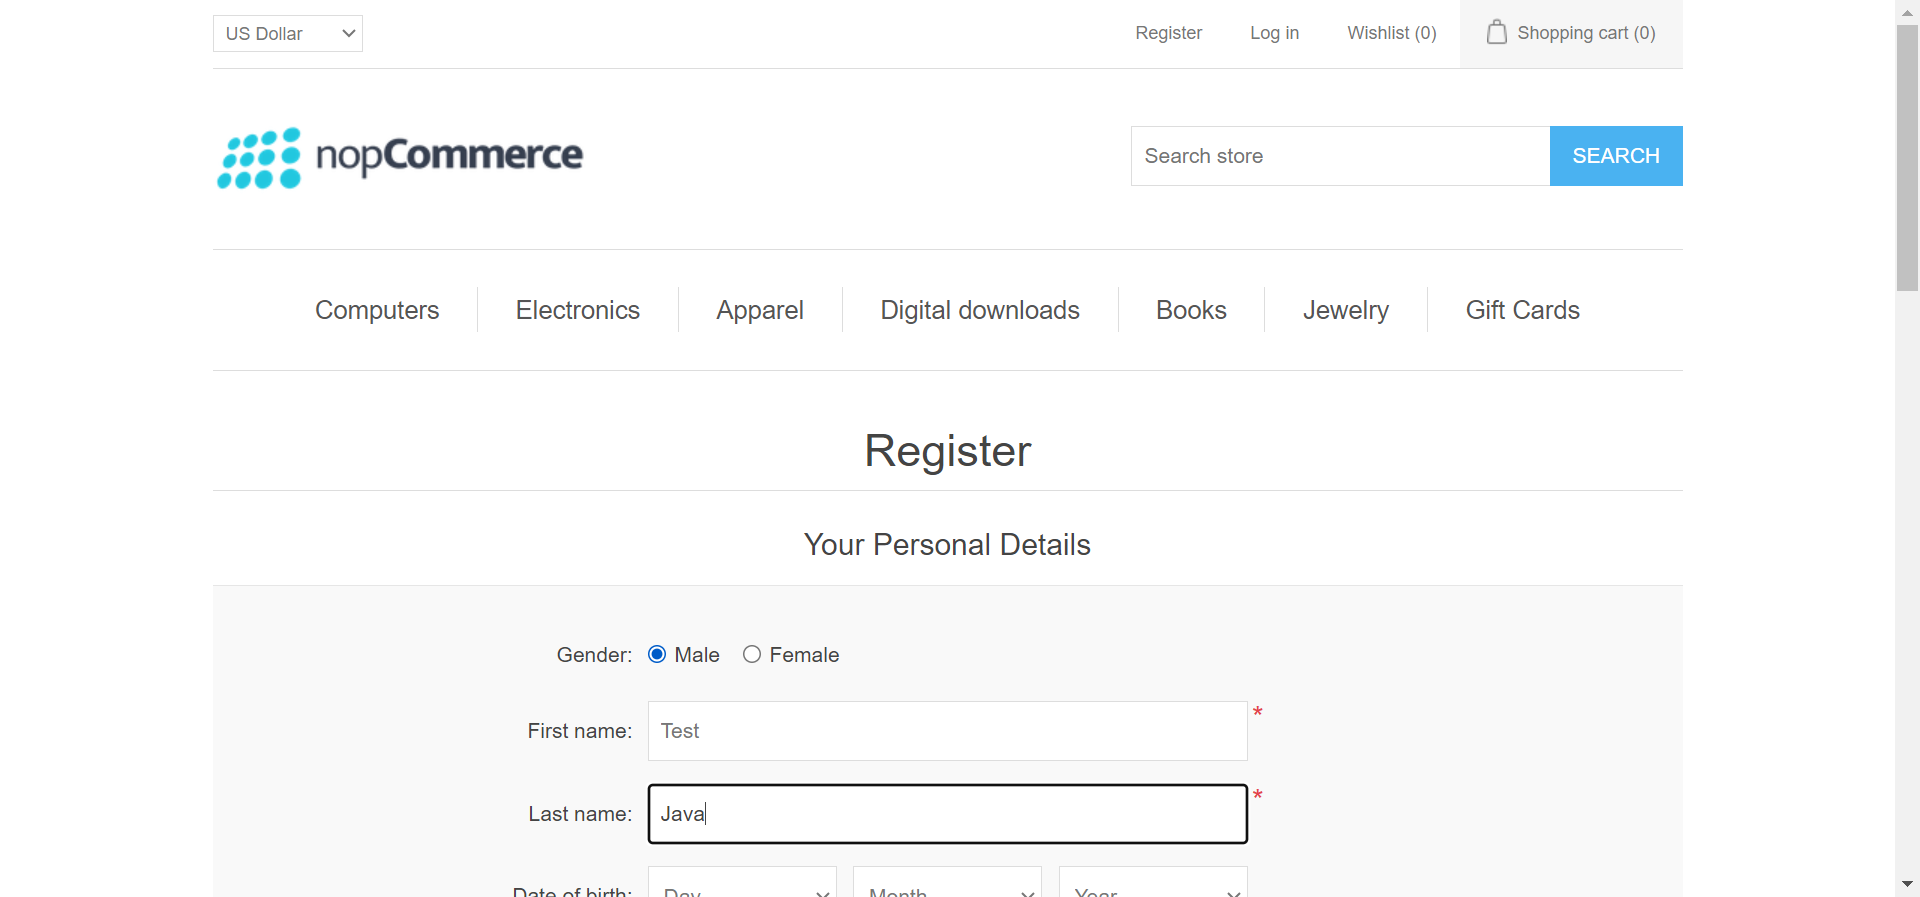 US Dollar Register Log in Wishlist (0) Shopping cart (0)
nopCommerce Search store SEARCH
Computers Electronics Apparel Digital downloads Books Jewelry Gift Cards
Register
Your Personal Details
Gender: Male Female
First name: Test *
Last name: Java *
Date of birth: Day Month Year